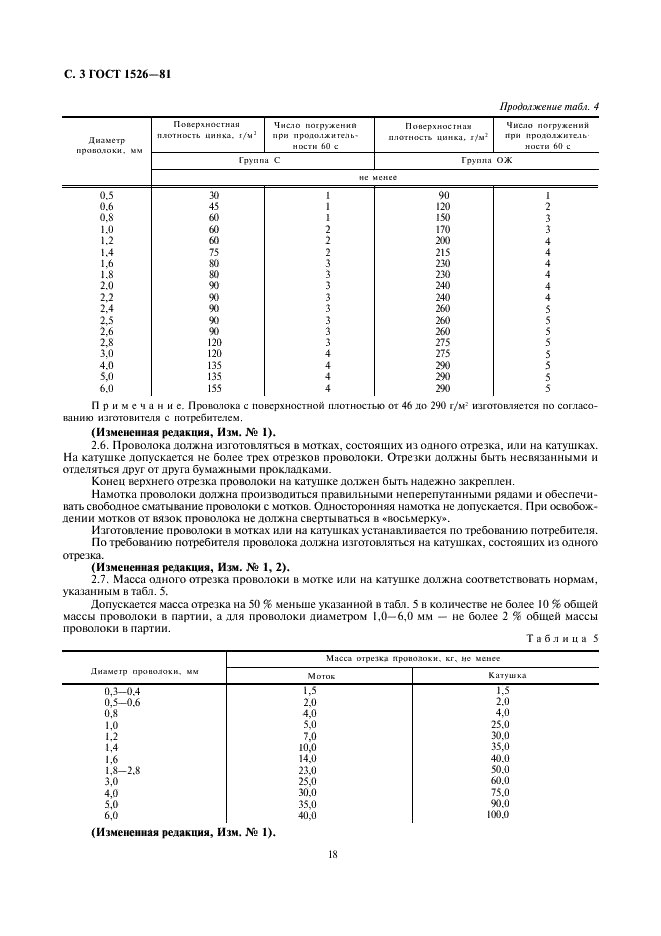 С. 3 ГОСТ 1526—81
Продолжение табл. 4
Диаметр проволоки, мм | Поверхностная плотность цинка, г/м² | Число погружений при продолжительности 60 с | Поверхностная плотность цинка, г/м² | Число погружений при продолжительности 60 с
Группа С | Группа ОЖ
не менее
0,5 30 1 90 1
0,6 45 1 120 2
0,8 60 1 150 3
1,0 60 2 170 3
1,2 60 2 200 4
1,4 75 2 215 4
1,6 80 3 230 4
1,8 80 3 230 4
2,0 90 3 240 4
2,2 90 3 240 4
2,4 90 3 260 5
2,5 90 3 260 5
2,6 90 3 260 5
2,8 120 3 275 5
3,0 120 4 275 5
4,0 135 4 290 5
5,0 135 4 290 5
6,0 155 4 290 5
Примечание. Проволока с поверхностной плотностью от 46 до 290 г/м² изготовляется по согласо-
ванию изготовителя с потребителем.
(Измененная редакция, Изм. № 1).
2.6. Проволока должна изготовляться в мотках, состоящих из одного отрезка, или на катушках.
На катушке допускается не более трех отрезков проволоки. Отрезки должны быть несвязанными и
отделяться друг от друга бумажными прокладками.
Конец верхнего отрезка проволоки на катушке должен быть надежно закреплен.
Намотка проволоки должна производиться правильными неперепутанными рядами и обеспечи-
вать свободное сматывание проволоки с мотков. Односторонняя намотка не допускается. При освобож-
дении мотков от вязок проволока не должна свертываться в «восьмерку».
Изготовление проволоки в мотках или на катушках устанавливается по требованию потребителя.
По требованию потребителя проволока должна изготовляться на катушках, состоящих из одного
отрезка.
(Измененная редакция, Изм. № 1, 2).
2.7. Масса одного отрезка проволоки в мотке или на катушке должна соответствовать нормам,
указанным в табл. 5.
Допускается масса отрезка на 50 % меньше указанной в табл. 5 в количестве не более 10 % общей
массы проволоки в партии, а для проволоки диаметром 1,0—6,0 мм — не более 2 % общей массы
проволоки в партии.
Таблица 5
Диаметр проволоки, мм | Масса отрезка проволоки, кг, не менее
Моток | Катушка
0,3—0,4 1,5 1,5
0,5—0,6 2,0 2,0
0,8 4,0 4,0
1,0 5,0 25,0
1,2 7,0 30,0
1,4 10,0 35,0
1,6 14,0 40,0
1,8—2,8 23,0 50,0
3,0 25,0 60,0
4,0 30,0 75,0
5,0 35,0 90,0
6,0 40,0 100,0
(Измененная редакция, Изм. № 1).
18